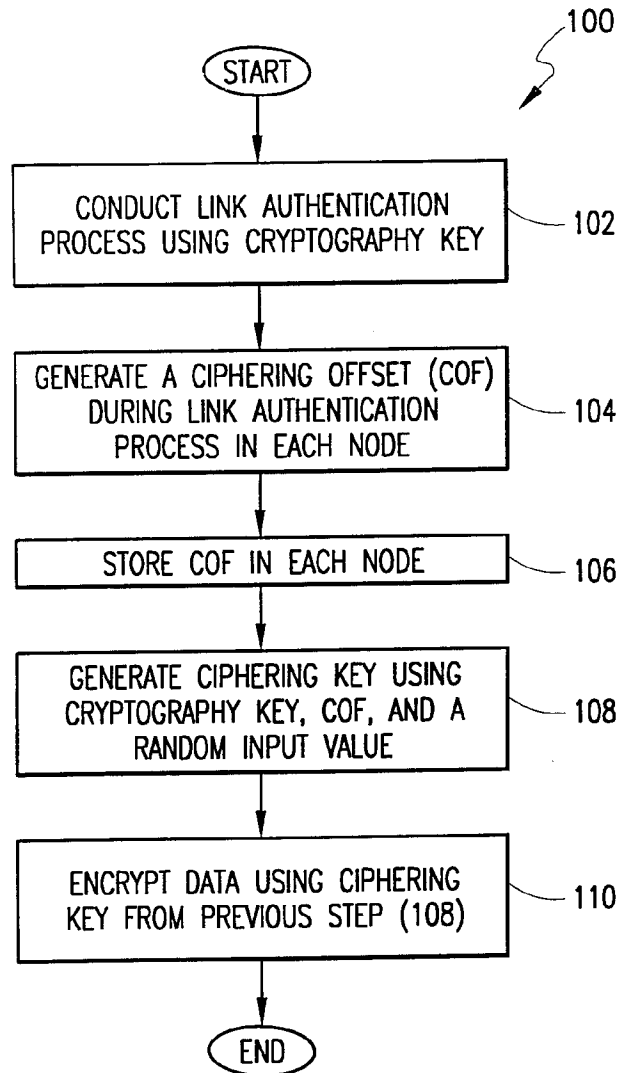 100
START
CONDUCT LINK AUTHENTICATION
PROCESS USING CRYPTOGRAPHY KEY
102
GENERATE A CIPHERING OFFSET (COF)
DURING LINK AUTHENTICATION
PROCESS IN EACH NODE
104
STORE COF IN EACH NODE
106
GENERATE CIPHERING KEY USING
CRYPTOGRAPHY KEY, COF, AND A
RANDOM INPUT VALUE
108
ENCRYPT DATA USING CIPHERING
KEY FROM PREVIOUS STEP (108)
110
END